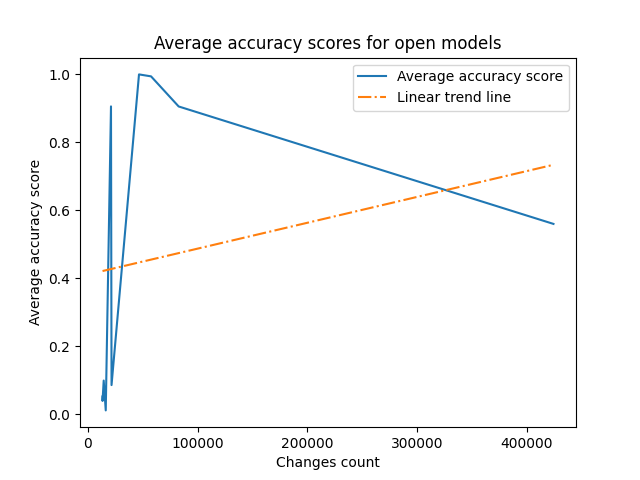 Average accuracy scores for open models
Average accuracy score
Linear trend line
1.0
0.8
0.6
0.4
0.2
0.0
Average accuracy score
0
100000
200000
300000
400000
Changes count